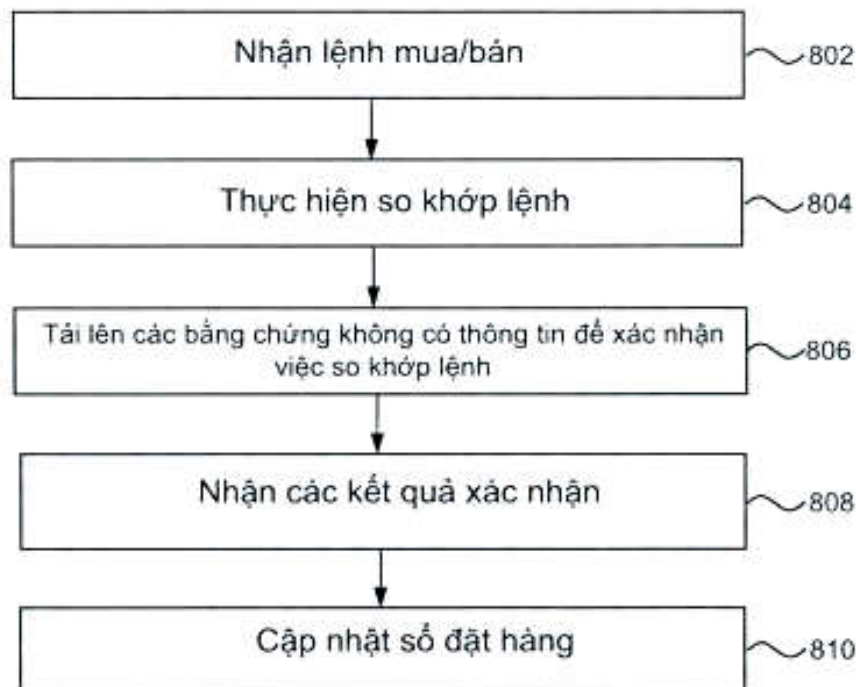 Nhận lệnh mua/bán
802
Thực hiện so khớp lệnh
804
Tải lên các bằng chứng không có thông tin để xác nhận
việc so khớp lệnh
806
Nhận các kết quả xác nhận
808
Cập nhật sổ đặt hàng
810